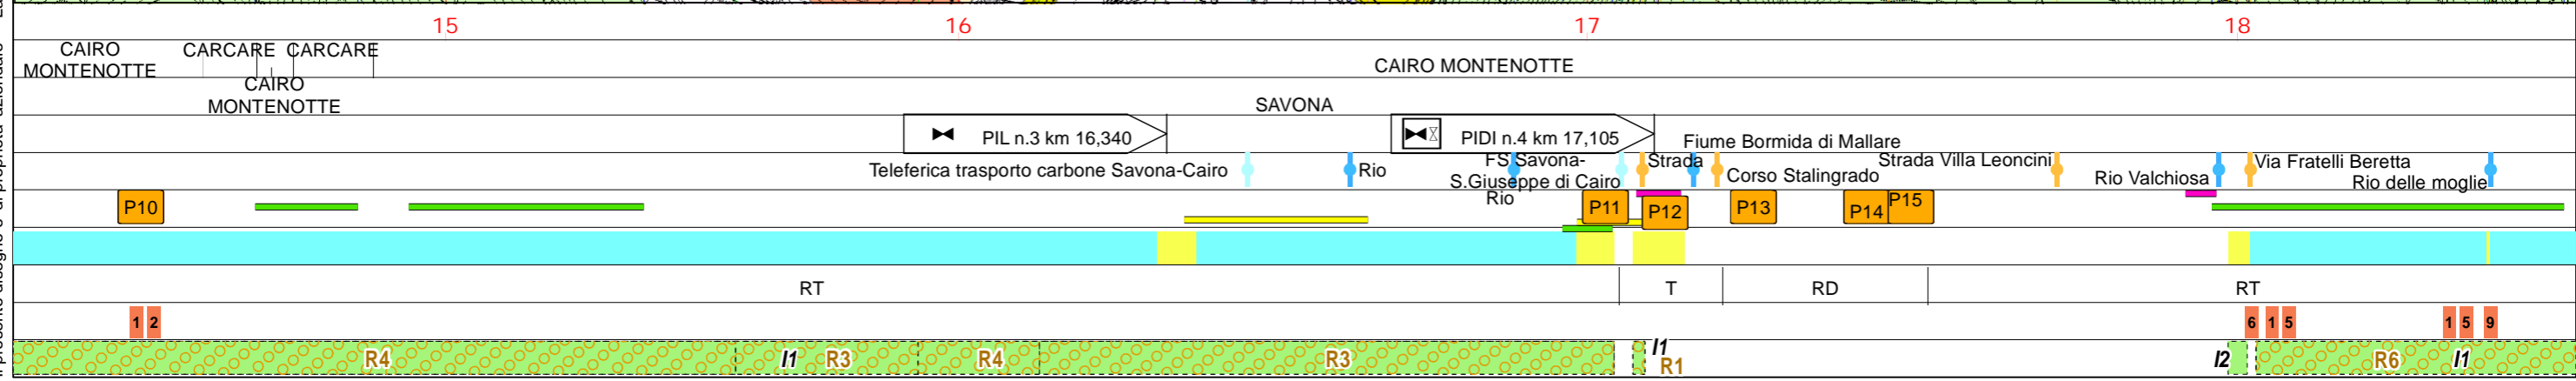 15 16 17 18
CAIRO
MONTENOTTE
CARCARE CARCARE
CAIRO
MONTENOTTE
CAIRO MONTENOTTE
SAVONA
PIL n.3 km 16,340
PIDI n.4 km 17,105
Teleferica trasporto carbone Savona-Cairo
Rio
FS Savona-
S.Giuseppe di Cairo
Rio
Strada
Fiume Bormida di Mallare
Corso Stalingrado
Strada Villa Leoncini
Rio Valchiosa
Via Fratelli Beretta
Rio delle moglie
P10 P11 P12 P13 P14 P15
RT T RD RT
1 2 6 1 5 1 5 9
R4 I1 R3 R4 R3 I1 R1 I2 R6 I1